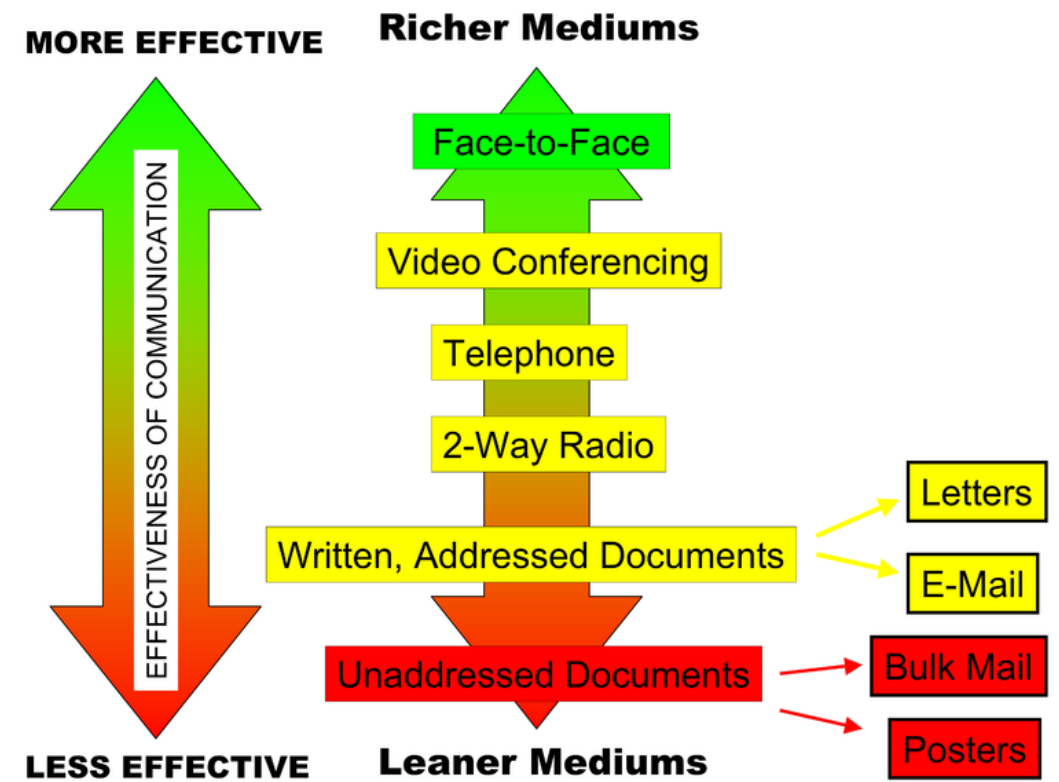 MORE EFFECTIVE
Richer Mediums
Face-to-Face
Video Conferencing
Telephone
2-Way Radio
Written, Addressed Documents
Letters
E-Mail
Unaddressed Documents
Bulk Mail
Posters
EFFECTIVENESS OF COMMUNICATION
LESS EFFECTIVE
Leaner Mediums